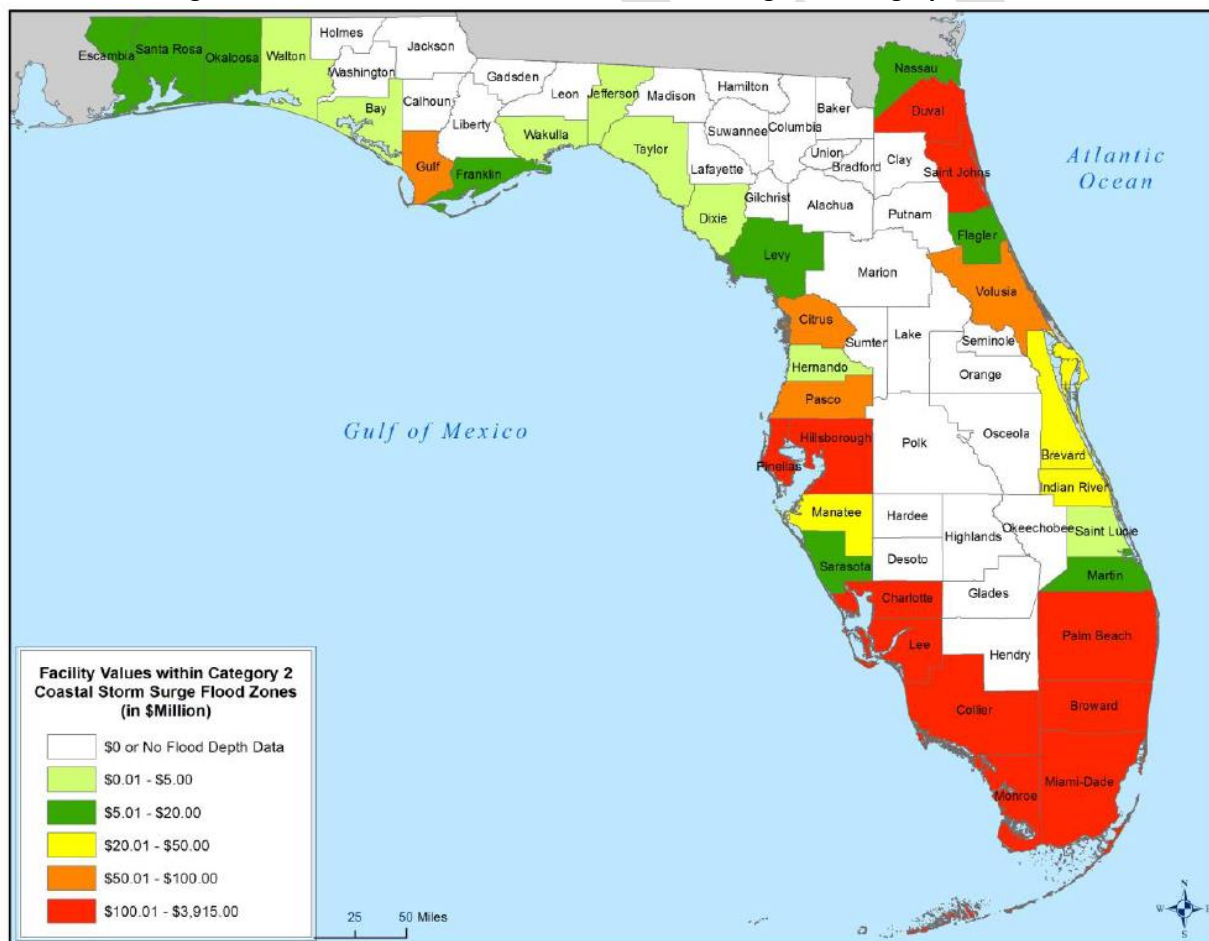 Holmes
Jackson
Escambia
Santa Rosa
Okaloosa
Walton
Washington
Gadsden
Nassau
Hamilton
Leon
Jefferson
Madison
Calhoun
Bay
Baker
Duval
Liberty
Columbia
Wakulla
Suwannee
Taylor
Union
Clay
Atlantic
Ocean
Gulf
Franklin
Lafayette
Bradford
Saint Johns
Gilchrist
Alachua
Putnam
Dixie
Flagler
Levy
Marion
Volusia
Citrus
Lake
Sumter
Seminole
Hernando
Orange
Pasco
Gulf of Mexico
Hillsborough
Polk
Osceola
Pinellas
Brevard
Indian River
Manatee
Hardee
Okeechobee
Saint Lucie
Highlands
Desoto
Sarasota
Martin
Glades
Charlotte
Palm Beach
Lee
Hendry
Collier
Broward
Miami-Dade
Monroe
Facility Values within Category 2
Coastal Storm Surge Flood Zones
(in $Million)
$0 or No Flood Depth Data
$0.01 - $5.00
$5.01 - $20.00
$20.01 - $50.00
$50.01 - $100.00
$100.01 - $3,915.00
25 50 Miles
N
W E
S